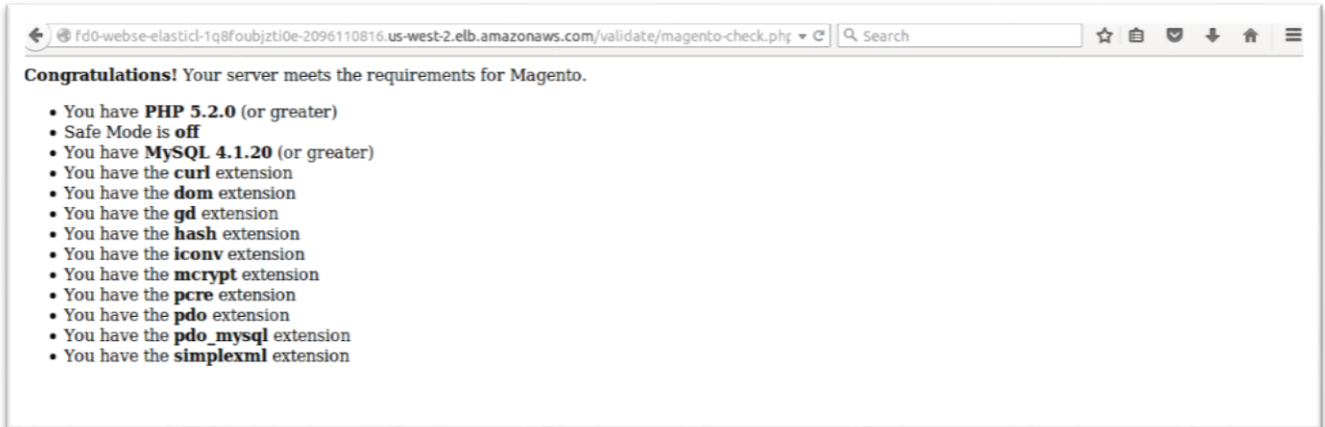 fd0-webse-elasticl-1q8foubjzti0e-2096110816.us-west-2.elb.amazonaws.com/validate/magento-check.php
Search
Congratulations! Your server meets the requirements for Magento.
• You have PHP 5.2.0 (or greater)
• Safe Mode is off
• You have MySQL 4.1.20 (or greater)
• You have the curl extension
• You have the dom extension
• You have the gd extension
• You have the hash extension
• You have the iconv extension
• You have the mcrypt extension
• You have the pcre extension
• You have the pdo extension
• You have the pdo_mysql extension
• You have the simplexml extension